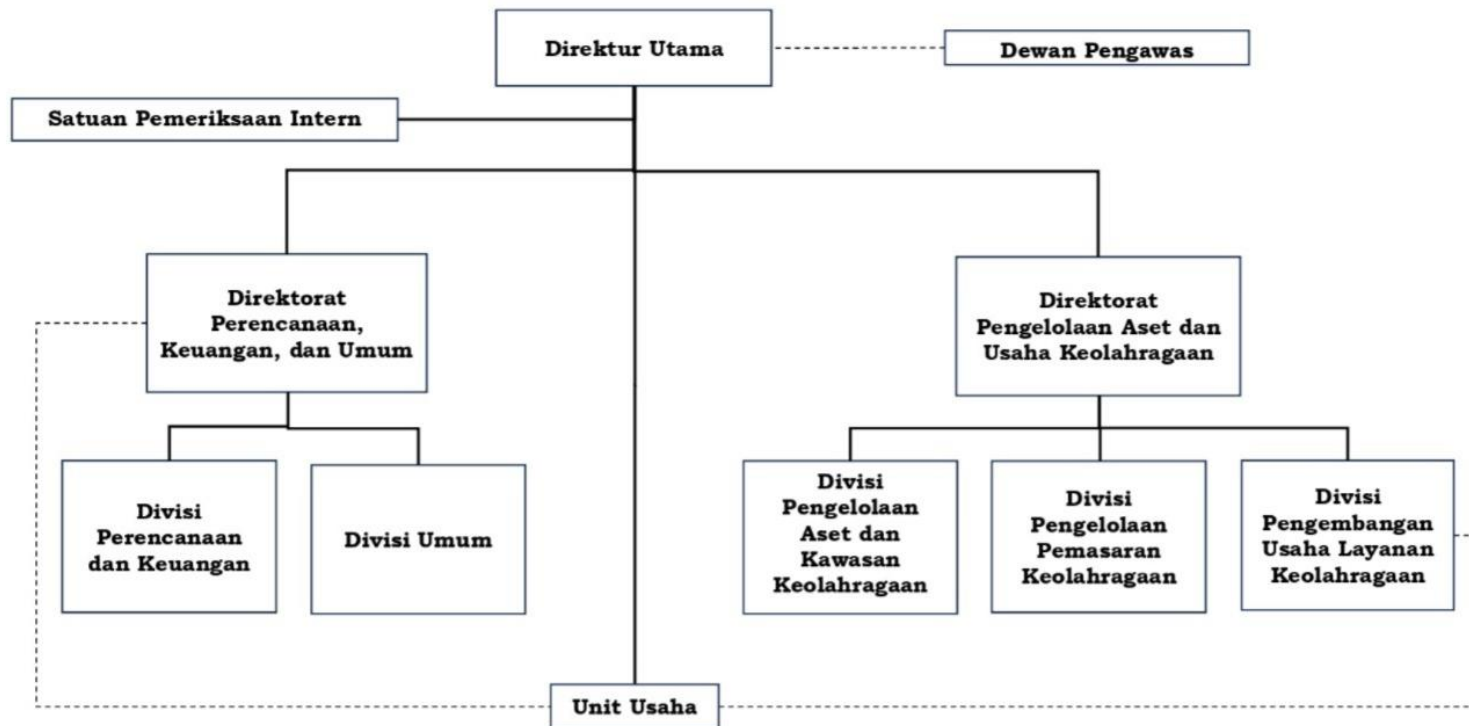 Direktur Utama
Dewan Pengawas
Satuan Pemeriksaan Intern
Direktorat
Perencanaan,
Keuangan, dan Umum
Direktorat
Pengelolaan Aset dan
Usaha Keolahragaan
Divisi
Perencanaan
dan Keuangan
Divisi Umum
Divisi
Pengelolaan
Aset dan
Kawasan
Keolahragaan
Divisi
Pengelolaan
Pemasaran
Keolahragaan
Divisi
Pengembangan
Usaha Layanan
Keolahragaan
Unit Usaha